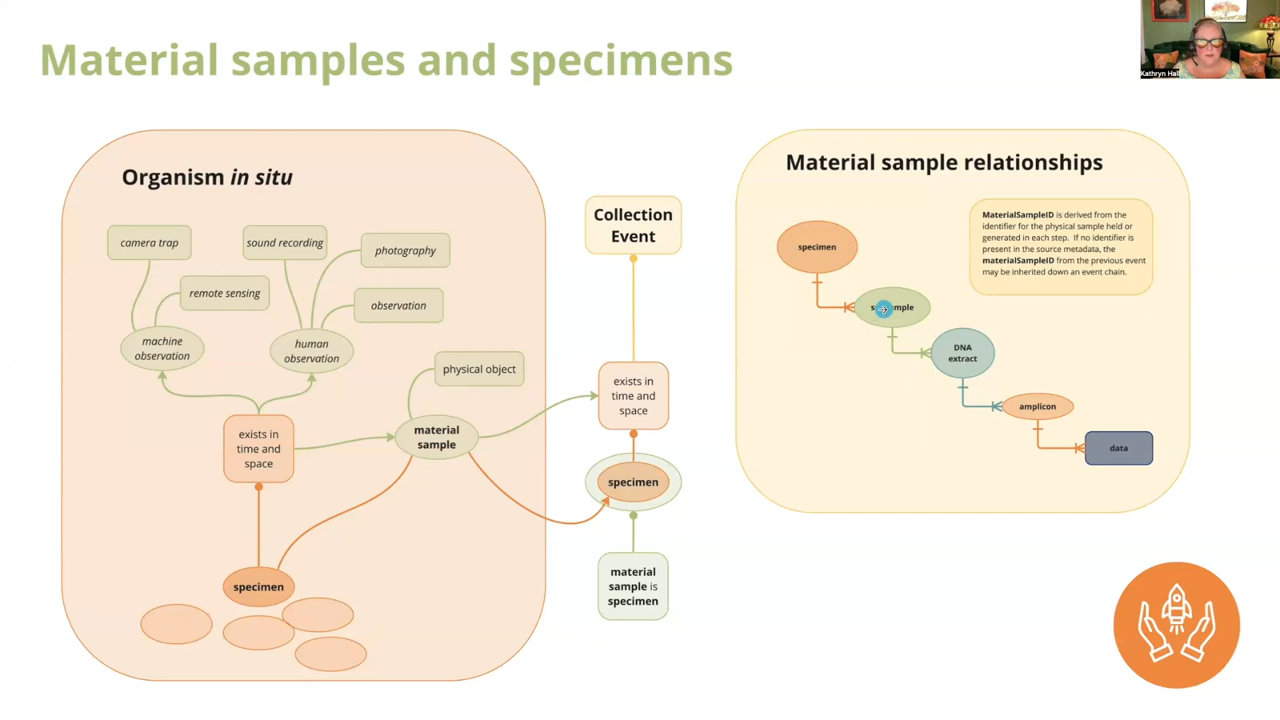 Material samples and specimens
Kathryn Hall
Organism in situ
camera trap
sound recording
photography
remote sensing
observation
machine
observation
human
observation
physical object
exists in
time and
space
material
sample
specimen
Collection
Event
exists in
time and
space
specimen
material
sample is
specimen
Material sample relationships
MaterialSampleID is derived from the
identifier for the physical sample held or
generated in each step. If no identifier is
present in the source metadata, the
materialSampleID from the previous event
may be inherited down an event chain.
specimen
DNA
extract
amplicon
data